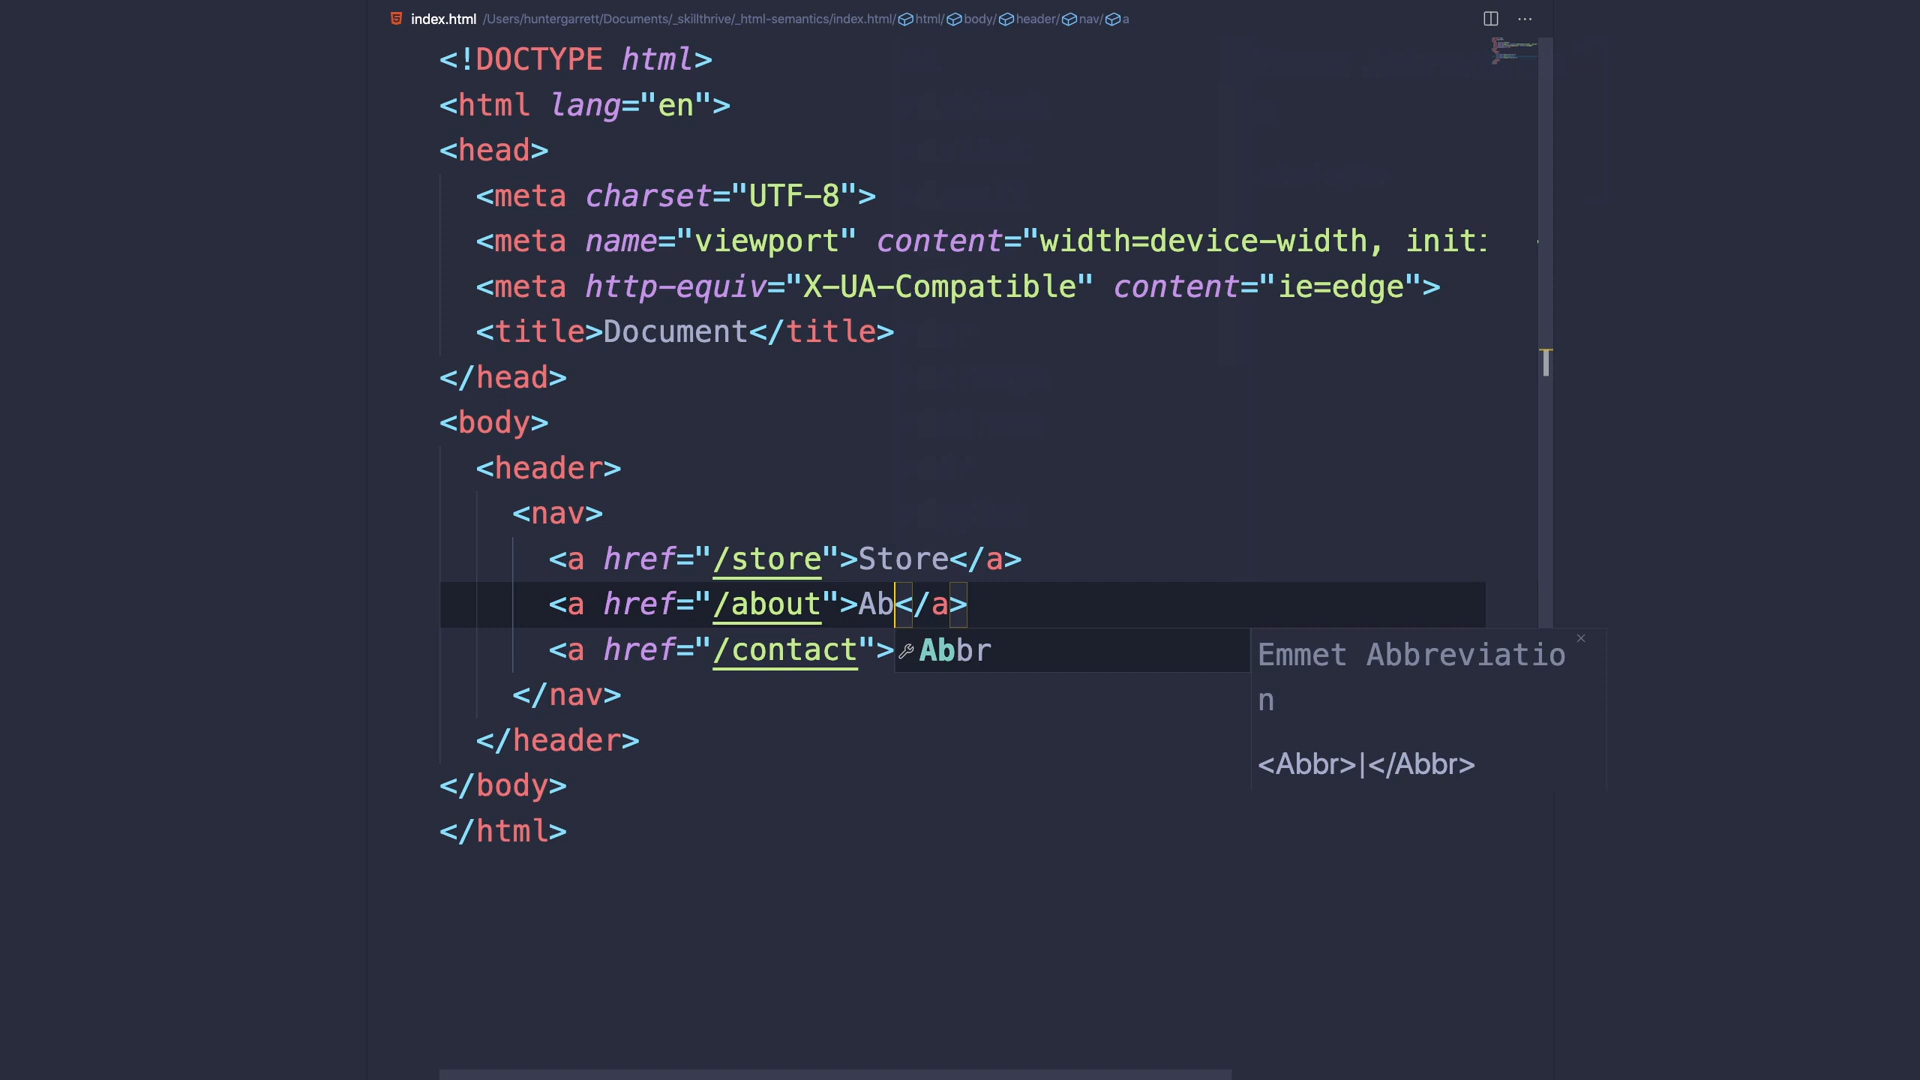 index.html /Users/huntergarrett/Documents/_skillthrive/_html-semantics/index.html/html/body/header/nav/a
<!DOCTYPE html>
<html lang="en">
<head>
<meta charset="UTF-8">
<meta name="viewport" content="width=device-width, initi
<meta http-equiv="X-UA-Compatible" content="ie=edge">
<title>Document</title>
</head>
<body>
<header>
<nav>
<a href="/store">Store</a>
<a href="/about">Ab</a>
<a href="/contact">
Abbr
Emmet Abbreviatio
n
<Abbr>|</Abbr>
</nav>
</header>
</body>
</html>